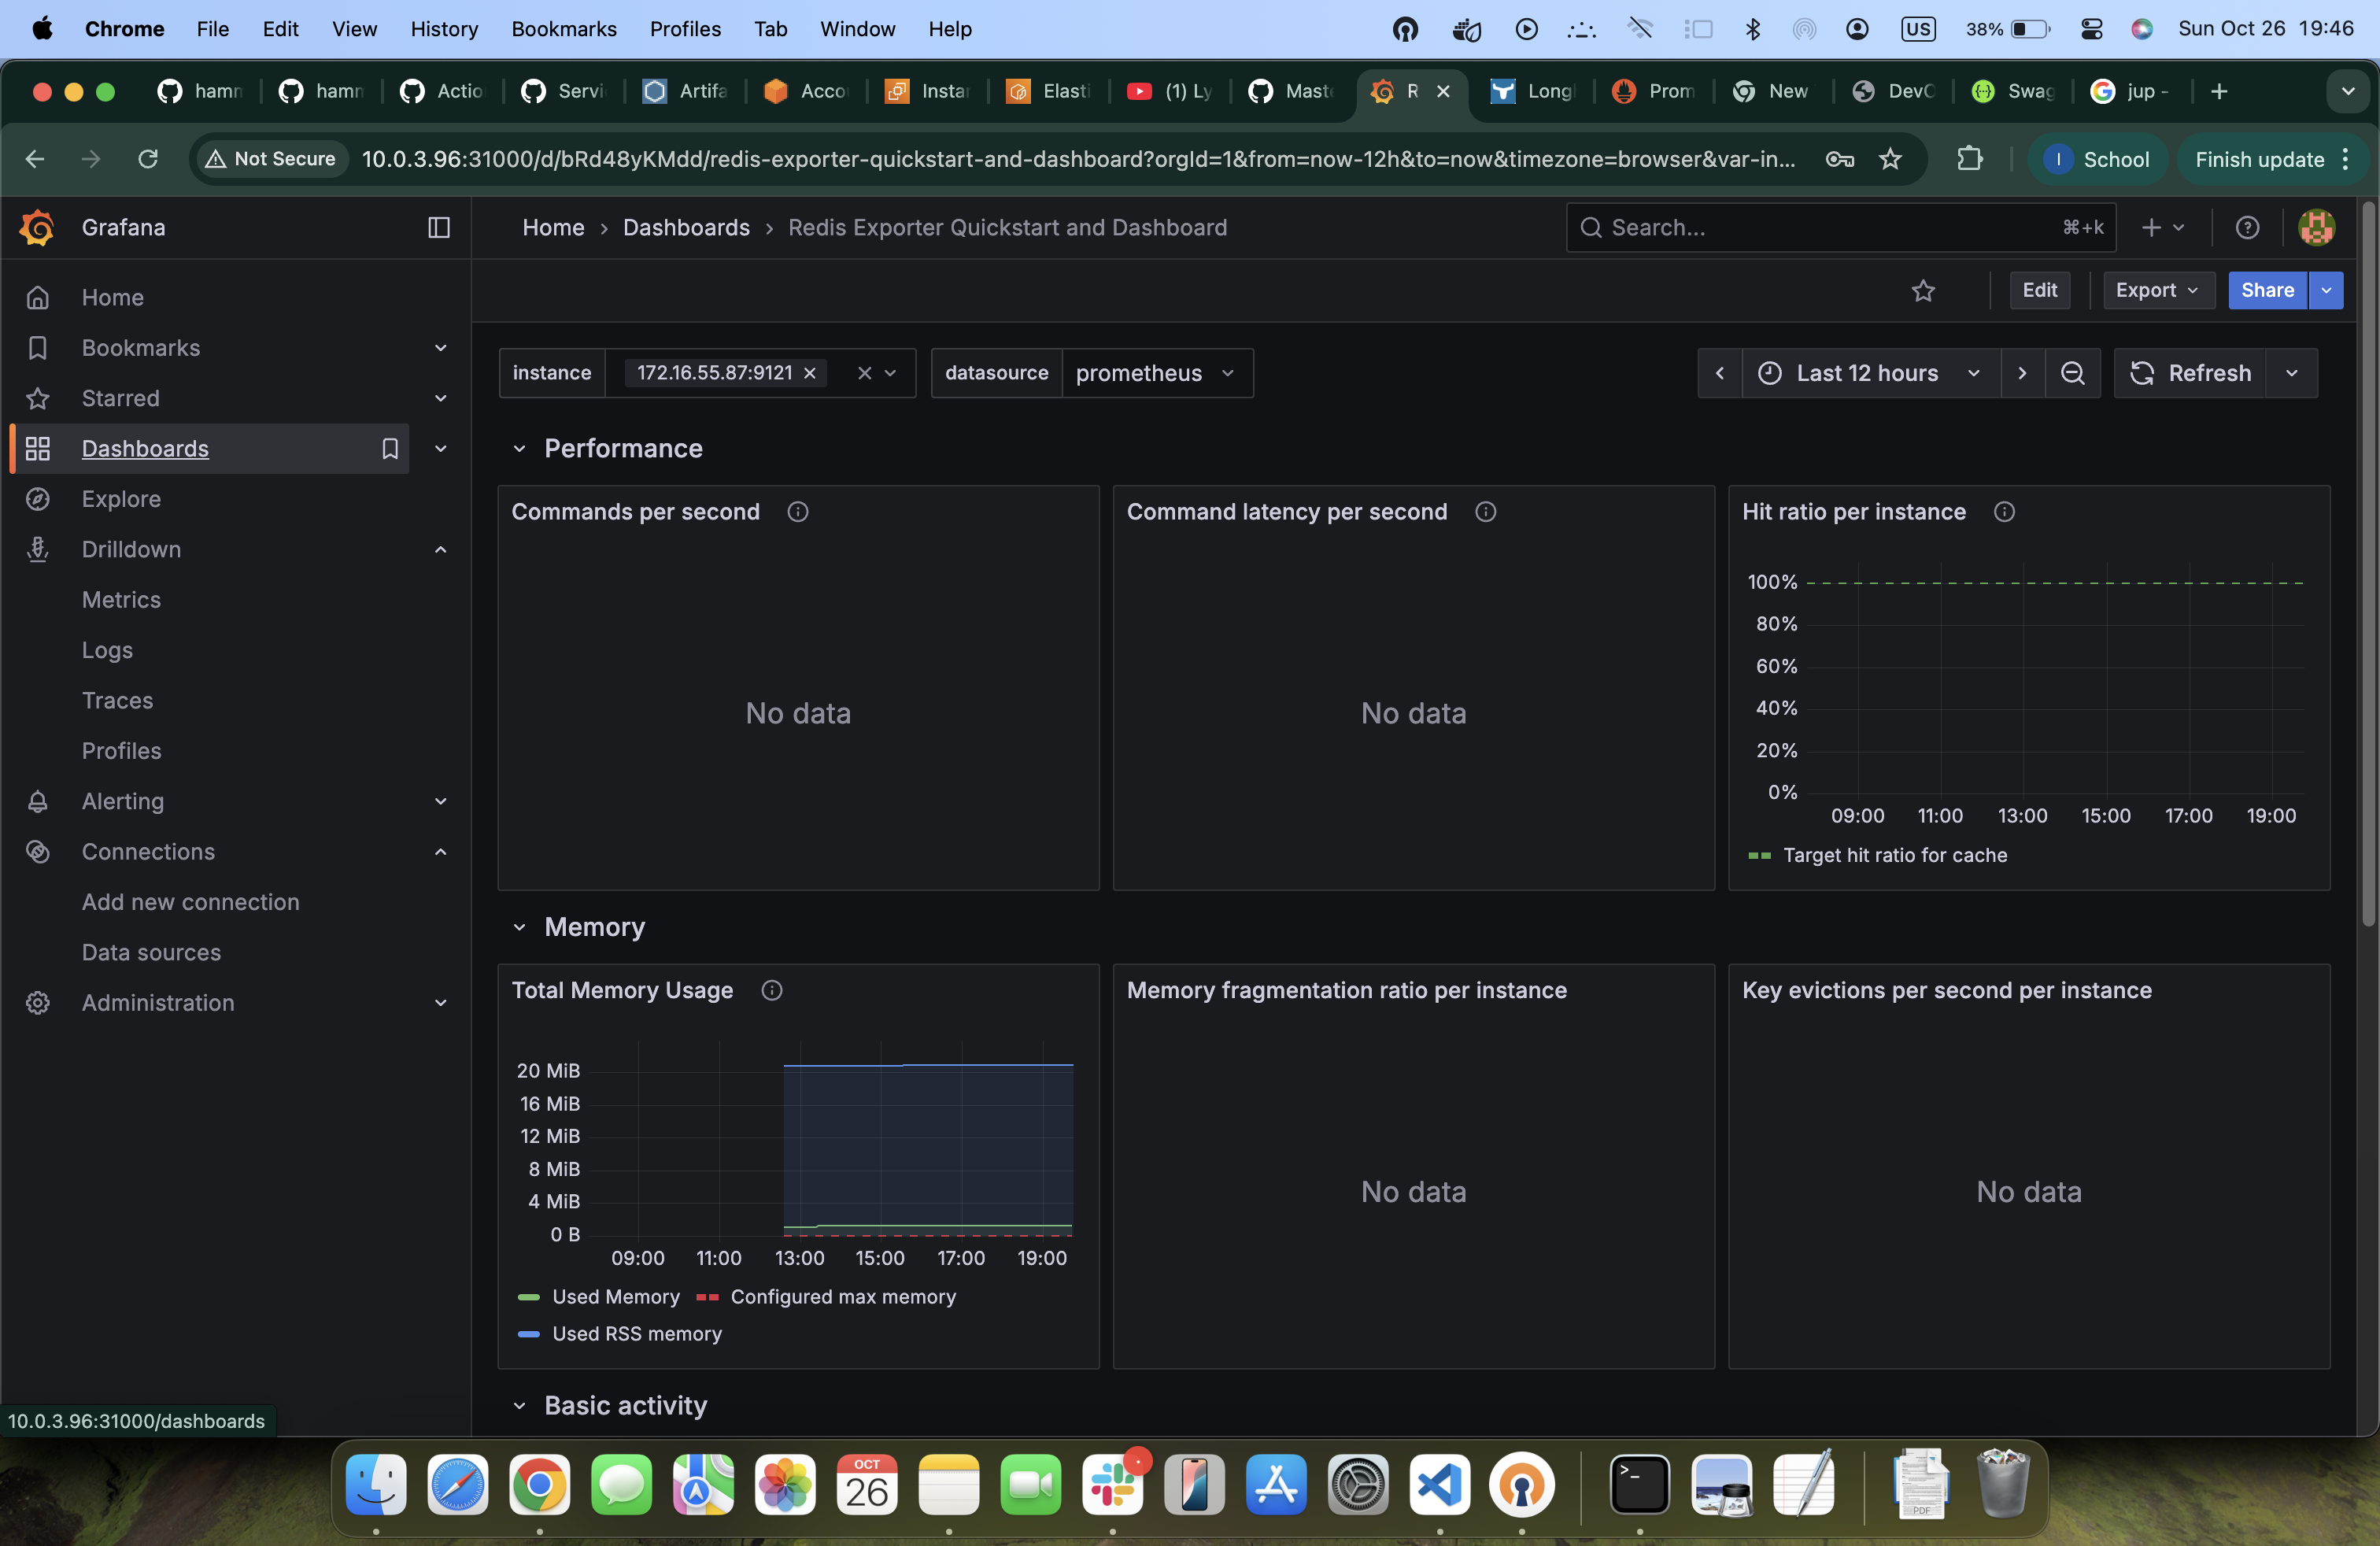 Chrome File Edit View History Bookmarks Profiles Tab Window Help US 38% Sun Oct 26 19:46
hamm hamm Actio Servi Artifa Acco Instan Elasti (1) Ly Maste R Long Prom New DevO Swag jup -
Not Secure 10.0.3.96:31000/d/bRd48yKMdd/redis-exporter-quickstart-and-dashboard?orgId=1&from=now-12h&to=now&timezone=browser&var-in... I School Finish update
Grafana Home › Dashboards › Redis Exporter Quickstart and Dashboard Search... ⌘+k
Edit Export Share
Home
Bookmarks
Starred
Dashboards
Explore
Drilldown
Metrics
Logs
Traces
Profiles
Alerting
Connections
Add new connection
Data sources
Administration
instance 172.16.55.87:9121 datasource prometheus Last 12 hours Refresh
Performance
Commands per second
No data
Command latency per second
No data
Hit ratio per instance
100%
80%
60%
40%
20%
0%
09:00 11:00 13:00 15:00 17:00 19:00
Target hit ratio for cache
Memory
Total Memory Usage
20 MiB
16 MiB
12 MiB
8 MiB
4 MiB
0 B
09:00 11:00 13:00 15:00 17:00 19:00
Used Memory Configured max memory
Used RSS memory
Memory fragmentation ratio per instance
No data
Key evictions per second per instance
No data
Basic activity
10.0.3.96:31000/dashboards
OCT
26
>_
PDF